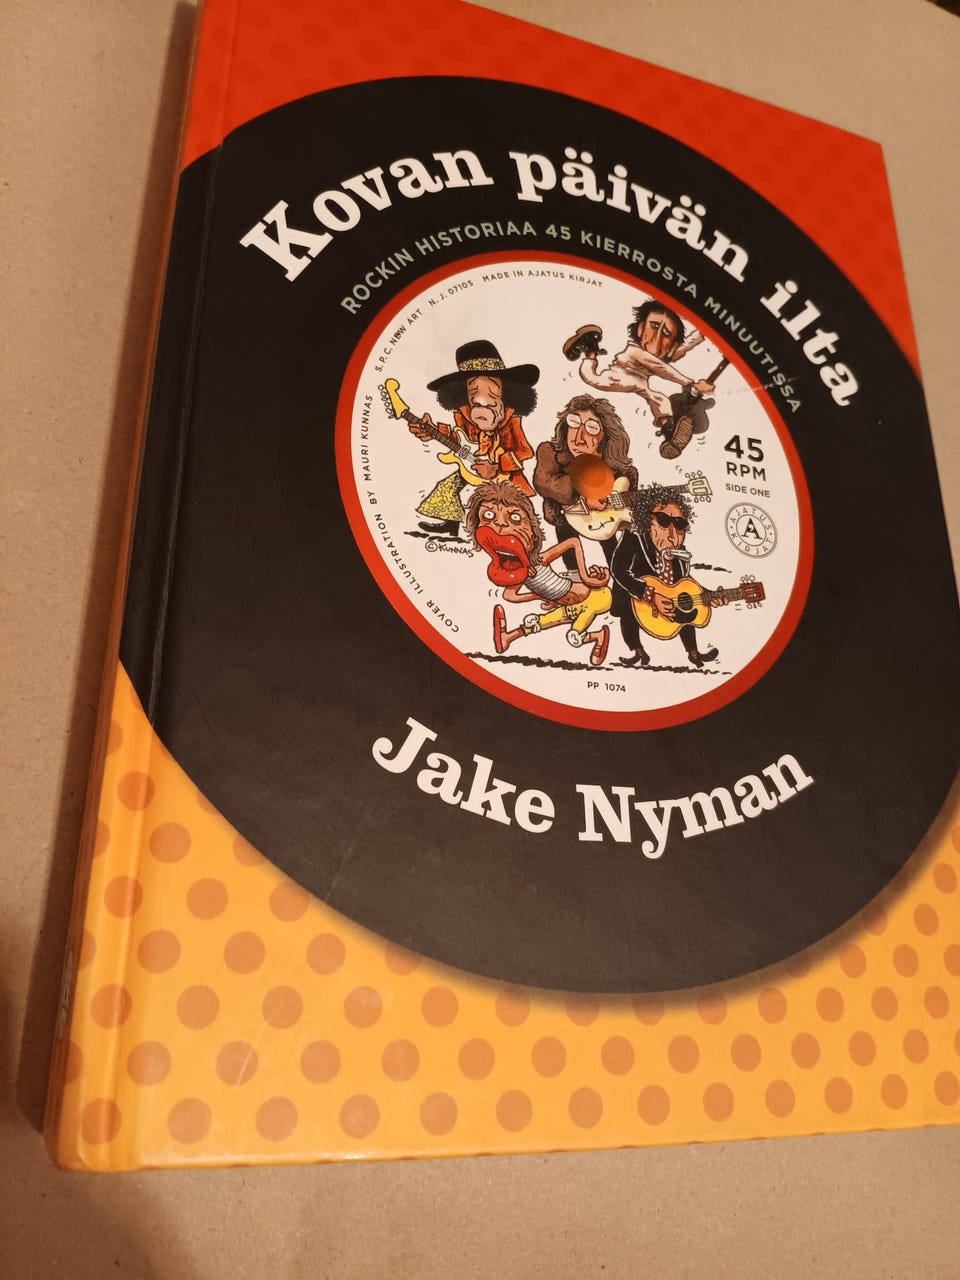 Kovan päivän ilta
ROCKIN HISTORIAA 45 KIERROSTA MINUUTISSA
COVER ILLUSTRATION BY MAURI KUNNAS S.P.C. NBW ART N.J. 07105 MADE IN AJATUS KIRJAT
45
RPM
SIDE ONE
AJATUS
A
KIRJAT
©KUNNAS
PP 1074
Jake Nyman